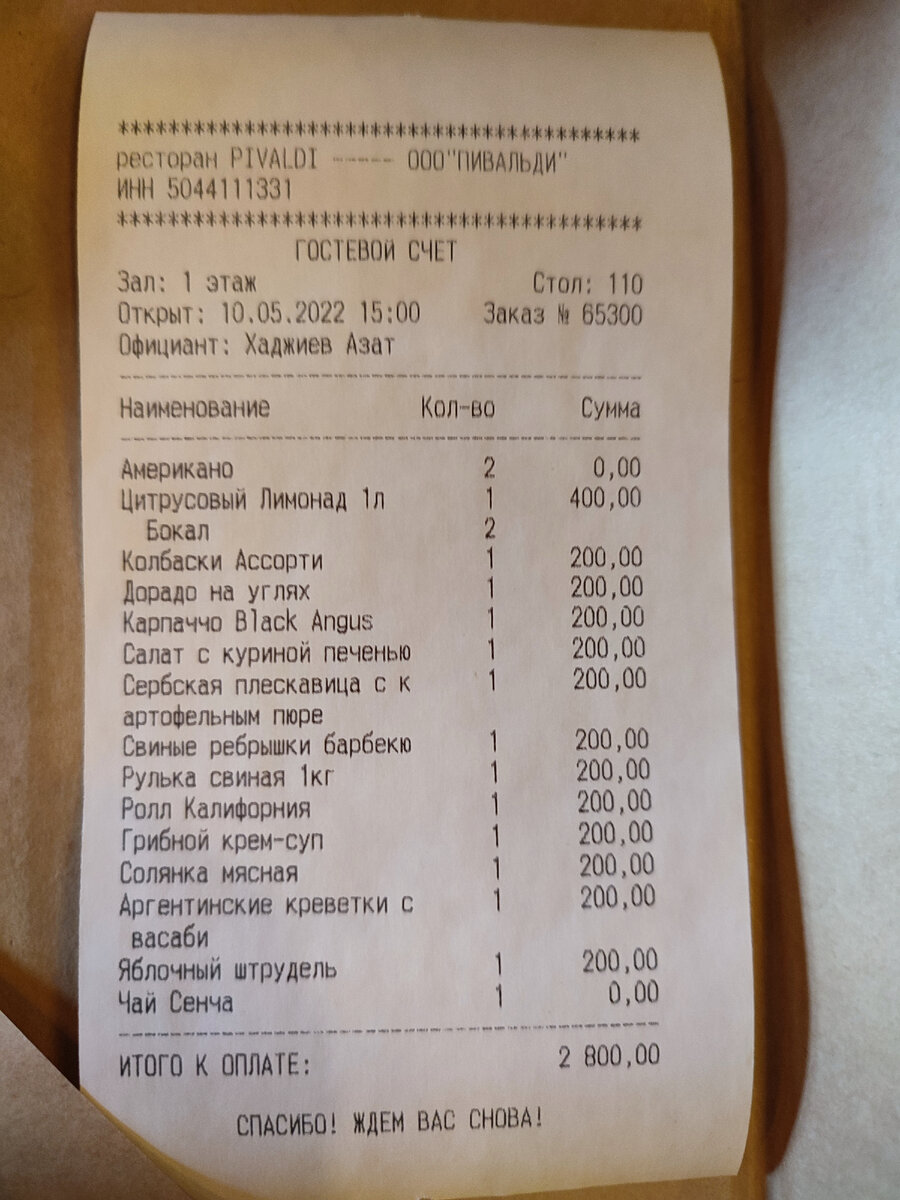 *****************************************
ресторан PIVALDI ----- ООО"ПИВАЛЬДИ"
ИНН 5044111331
*****************************************
ГОСТЕВОЙ СЧЕТ
Зал: 1 этаж Стол: 110
Открыт: 10.05.2022 15:00 Заказ № 65300
Официант: Хаджиев Азат
Наименование Кол-во Сумма
Американо 2 0,00
Цитрусовый Лимонад 1л 1 400,00
Бокал 2
Колбаски Ассорти 1 200,00
Дорадо на углях 1 200,00
Карпаччо Black Angus 1 200,00
Салат с куриной печенью 1 200,00
Сербская плескавица с к 1 200,00
артофельным пюре
Свиные ребрышки барбекю 1 200,00
Рулька свиная 1кг 1 200,00
Ролл Калифорния 1 200,00
Грибной крем-суп 1 200,00
Солянка мясная 1 200,00
Аргентинские креветки с 1 200,00
васаби
Яблочный штрудель 1 200,00
Чай Сенча 1 0,00
ИТОГО К ОПЛАТЕ: 2 800,00
СПАСИБО! ЖДЕМ ВАС СНОВА!